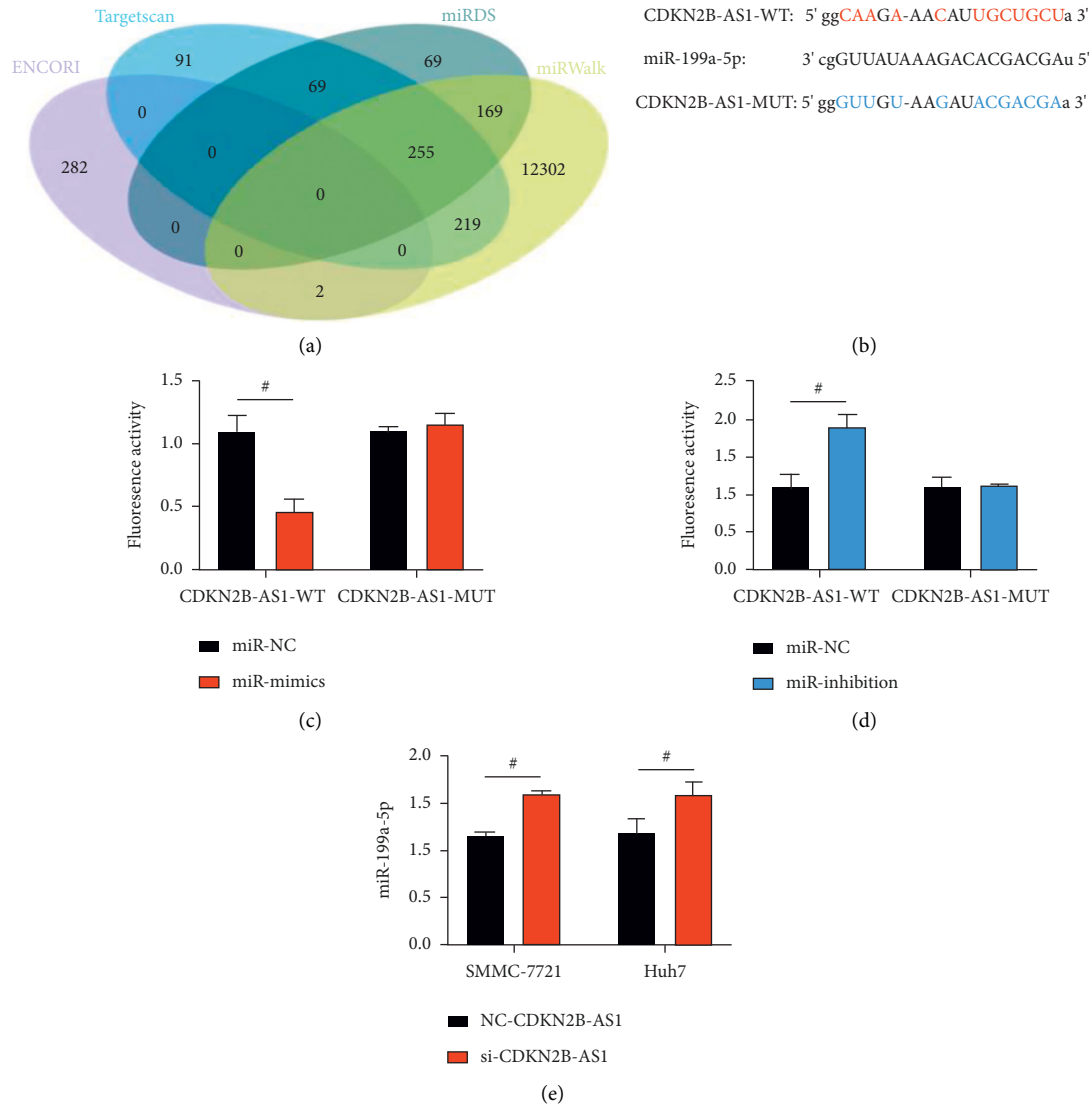 Targetscan
miRDS
ENCORI
miRWalk
91
69
69
0
169
282
0
255
12302
0
0
219
0
0
2
(a)
CDKN2B-AS1-WT: 5' ggCAAGA-AACAUUGCUGCUa 3'
miR-199a-5p: 3' cgGUUAUAAAGACACGACGAu 5'
CDKN2B-AS1-MUT: 5' ggGUUGU-AAGAUACGACGAa 3'
(b)
Fluoresence activity
1.5
1.0
0.5
0.0
#
CDKN2B-AS1-WT CDKN2B-AS1-MUT
miR-NC
miR-mimics
(c)
Fluoresence activity
2.5
2.0
1.5
1.5
0.5
0.0
#
CDKN2B-AS1-WT CDKN2B-AS1-MUT
miR-NC
miR-inhibition
(d)
miR-199a-5p
2.0
1.5
1.5
0.5
0.0
# #
SMMC-7721 Huh7
NC-CDKN2B-AS1
si-CDKN2B-AS1
(e)